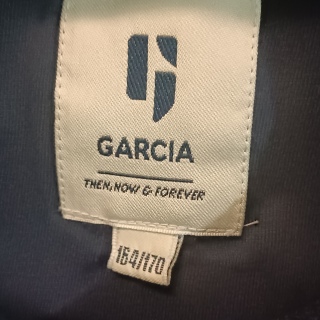 GARCIA
THEN, NOW & FOREVER
164/170